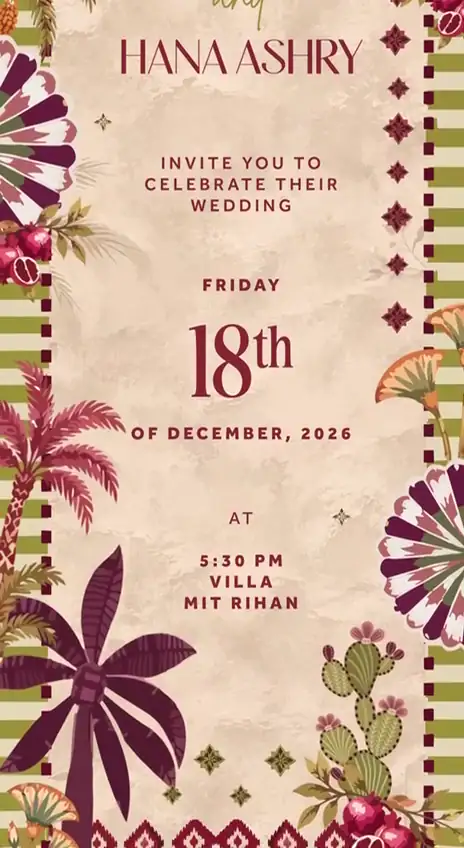 and
HANA ASHRY
INVITE YOU TO
CELEBRATE THEIR
WEDDING
FRIDAY
18th
OF DECEMBER, 2026
AT
5:30 PM
VILLA
MIT RIHAN